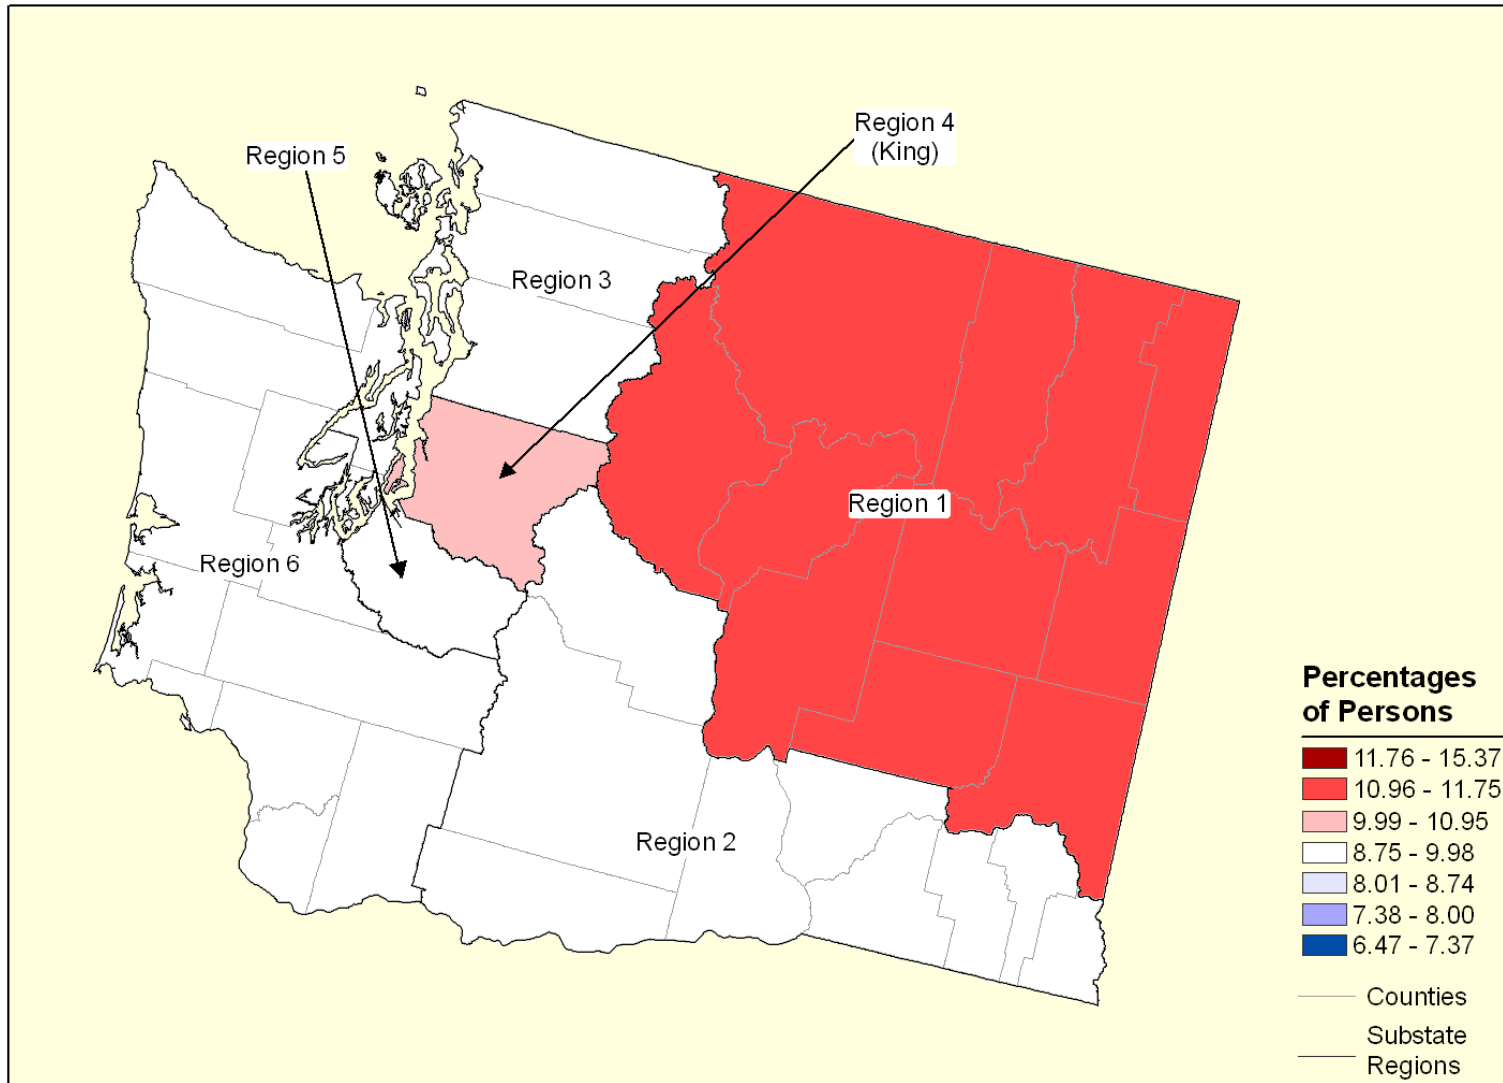 Region 4
(King)
Region 5
Region 3
Region 1
Region 6
Region 2
Percentages
of Persons
11.76 - 15.37
10.96 - 11.75
9.99 - 10.95
8.75 - 9.98
8.01 - 8.74
7.38 - 8.00
6.47 - 7.37
Counties
Substate
Regions